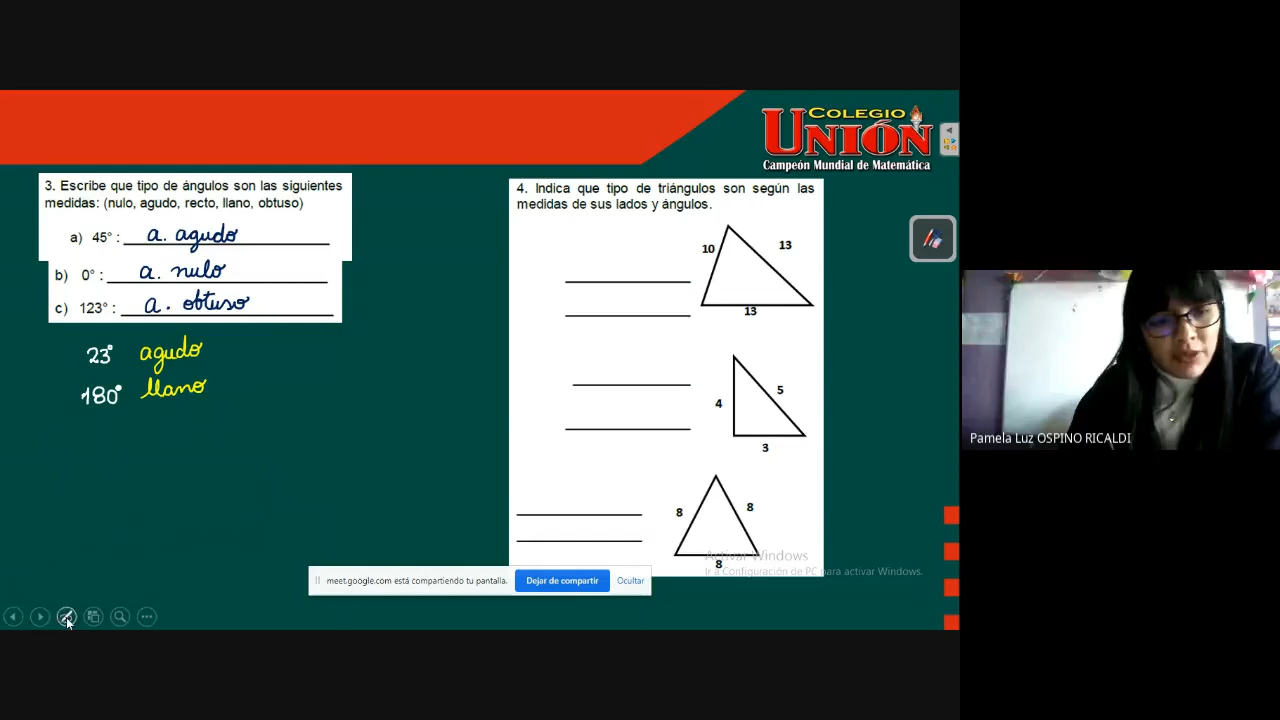 COLEGIO
UNIÓN
Campeón Mundial de Matemática
3. Escribe que tipo de ángulos son las siguientes
medidas: (nulo, agudo, recto, llano, obtuso)
a) 45° : a. agudo
b) 0° : a. nulo
c) 123° : a. obtuso
23° agudo
180° llano
4. Indica que tipo de triángulos son según las
medidas de sus lados y ángulos.
10
13
13
4
5
3
8
8
8
Activar Windows
Ir a Configuración de PC para activar Windows.
meet.google.com está compartiendo tu pantalla.
Dejar de compartir
Ocultar
Pamela Luz OSPINO RICALDI